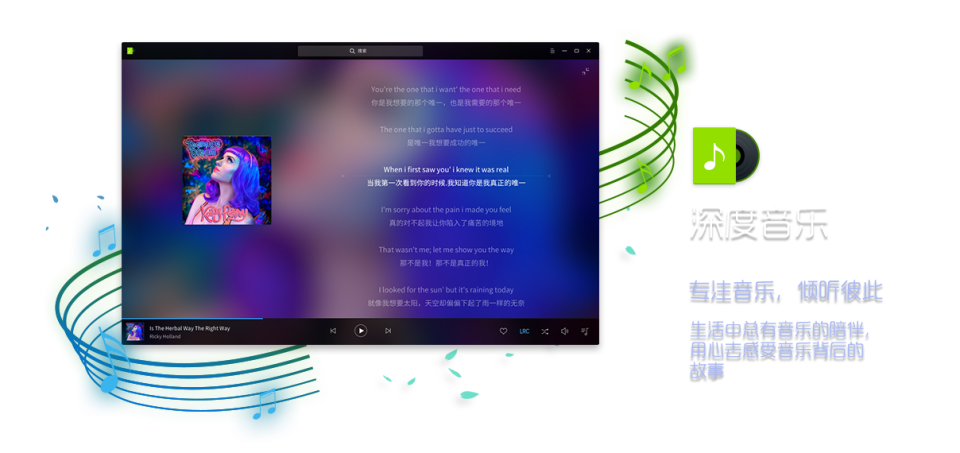 搜索
You're the one that i want' the one that i need
你是我想要的那个唯一，也是我需要的那个唯一
The one that i gotta have just to succeed
是唯一我想要成功的唯一
When i first saw you' i knew it was real
当我第一次看到你的时候.我知道你是我真正的唯一
I'm sorry about the pain i made you feel
真的对不起我让你陷入了痛苦的境地
That wasn't me; let me show you the way
那不是我！那不是真正的我！
I looked for the sun' but it's raining today
就像我想要太阳，天空却偏偏下起了雨一样的无奈
Is The Herbal Way The Right Way
Ricky Holland
LRC
深度音乐
专注音乐，倾听彼此
生活中总有音乐的陪伴，
用心去感受音乐背后的
故事